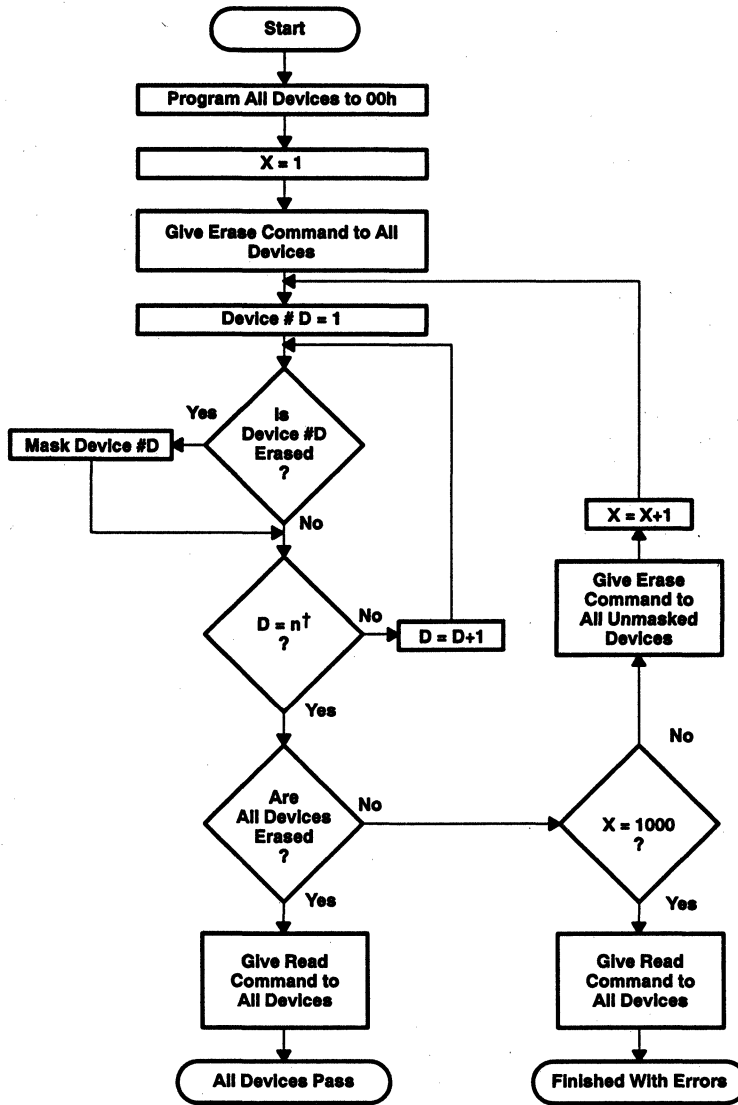 Start
Program All Devices to 00h
X = 1
Give Erase Command to All
Devices
Device # D = 1
Yes
Is
Device #D
Erased
?
Mask Device #D
No
X = X+1
Give Erase
Command to
All Unmasked
Devices
D = n†
?
No
D = D+1
Yes
No
Are
All Devices
Erased
?
No
X = 1000
?
Yes
Yes
Give Read
Command to
All Devices
Give Read
Command to
All Devices
All Devices Pass
Finished With Errors